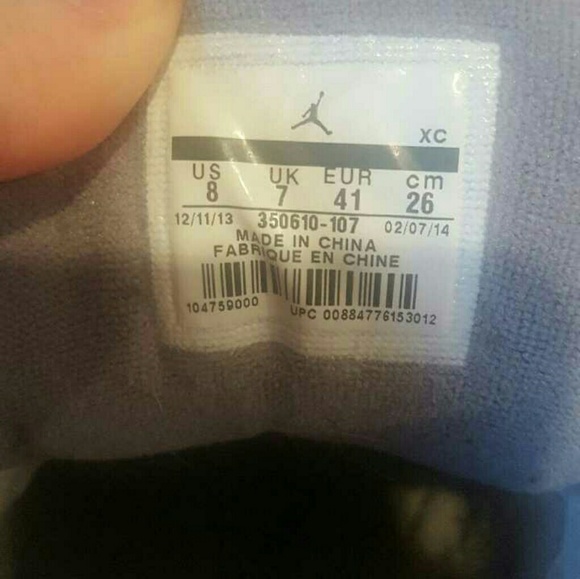 XC
US UK EUR cm
8 7 41 26
12/11/13 350610-107 02/07/14
MADE IN CHINA
FABRIQUE EN CHINE
104759000 UPC 00884776153012